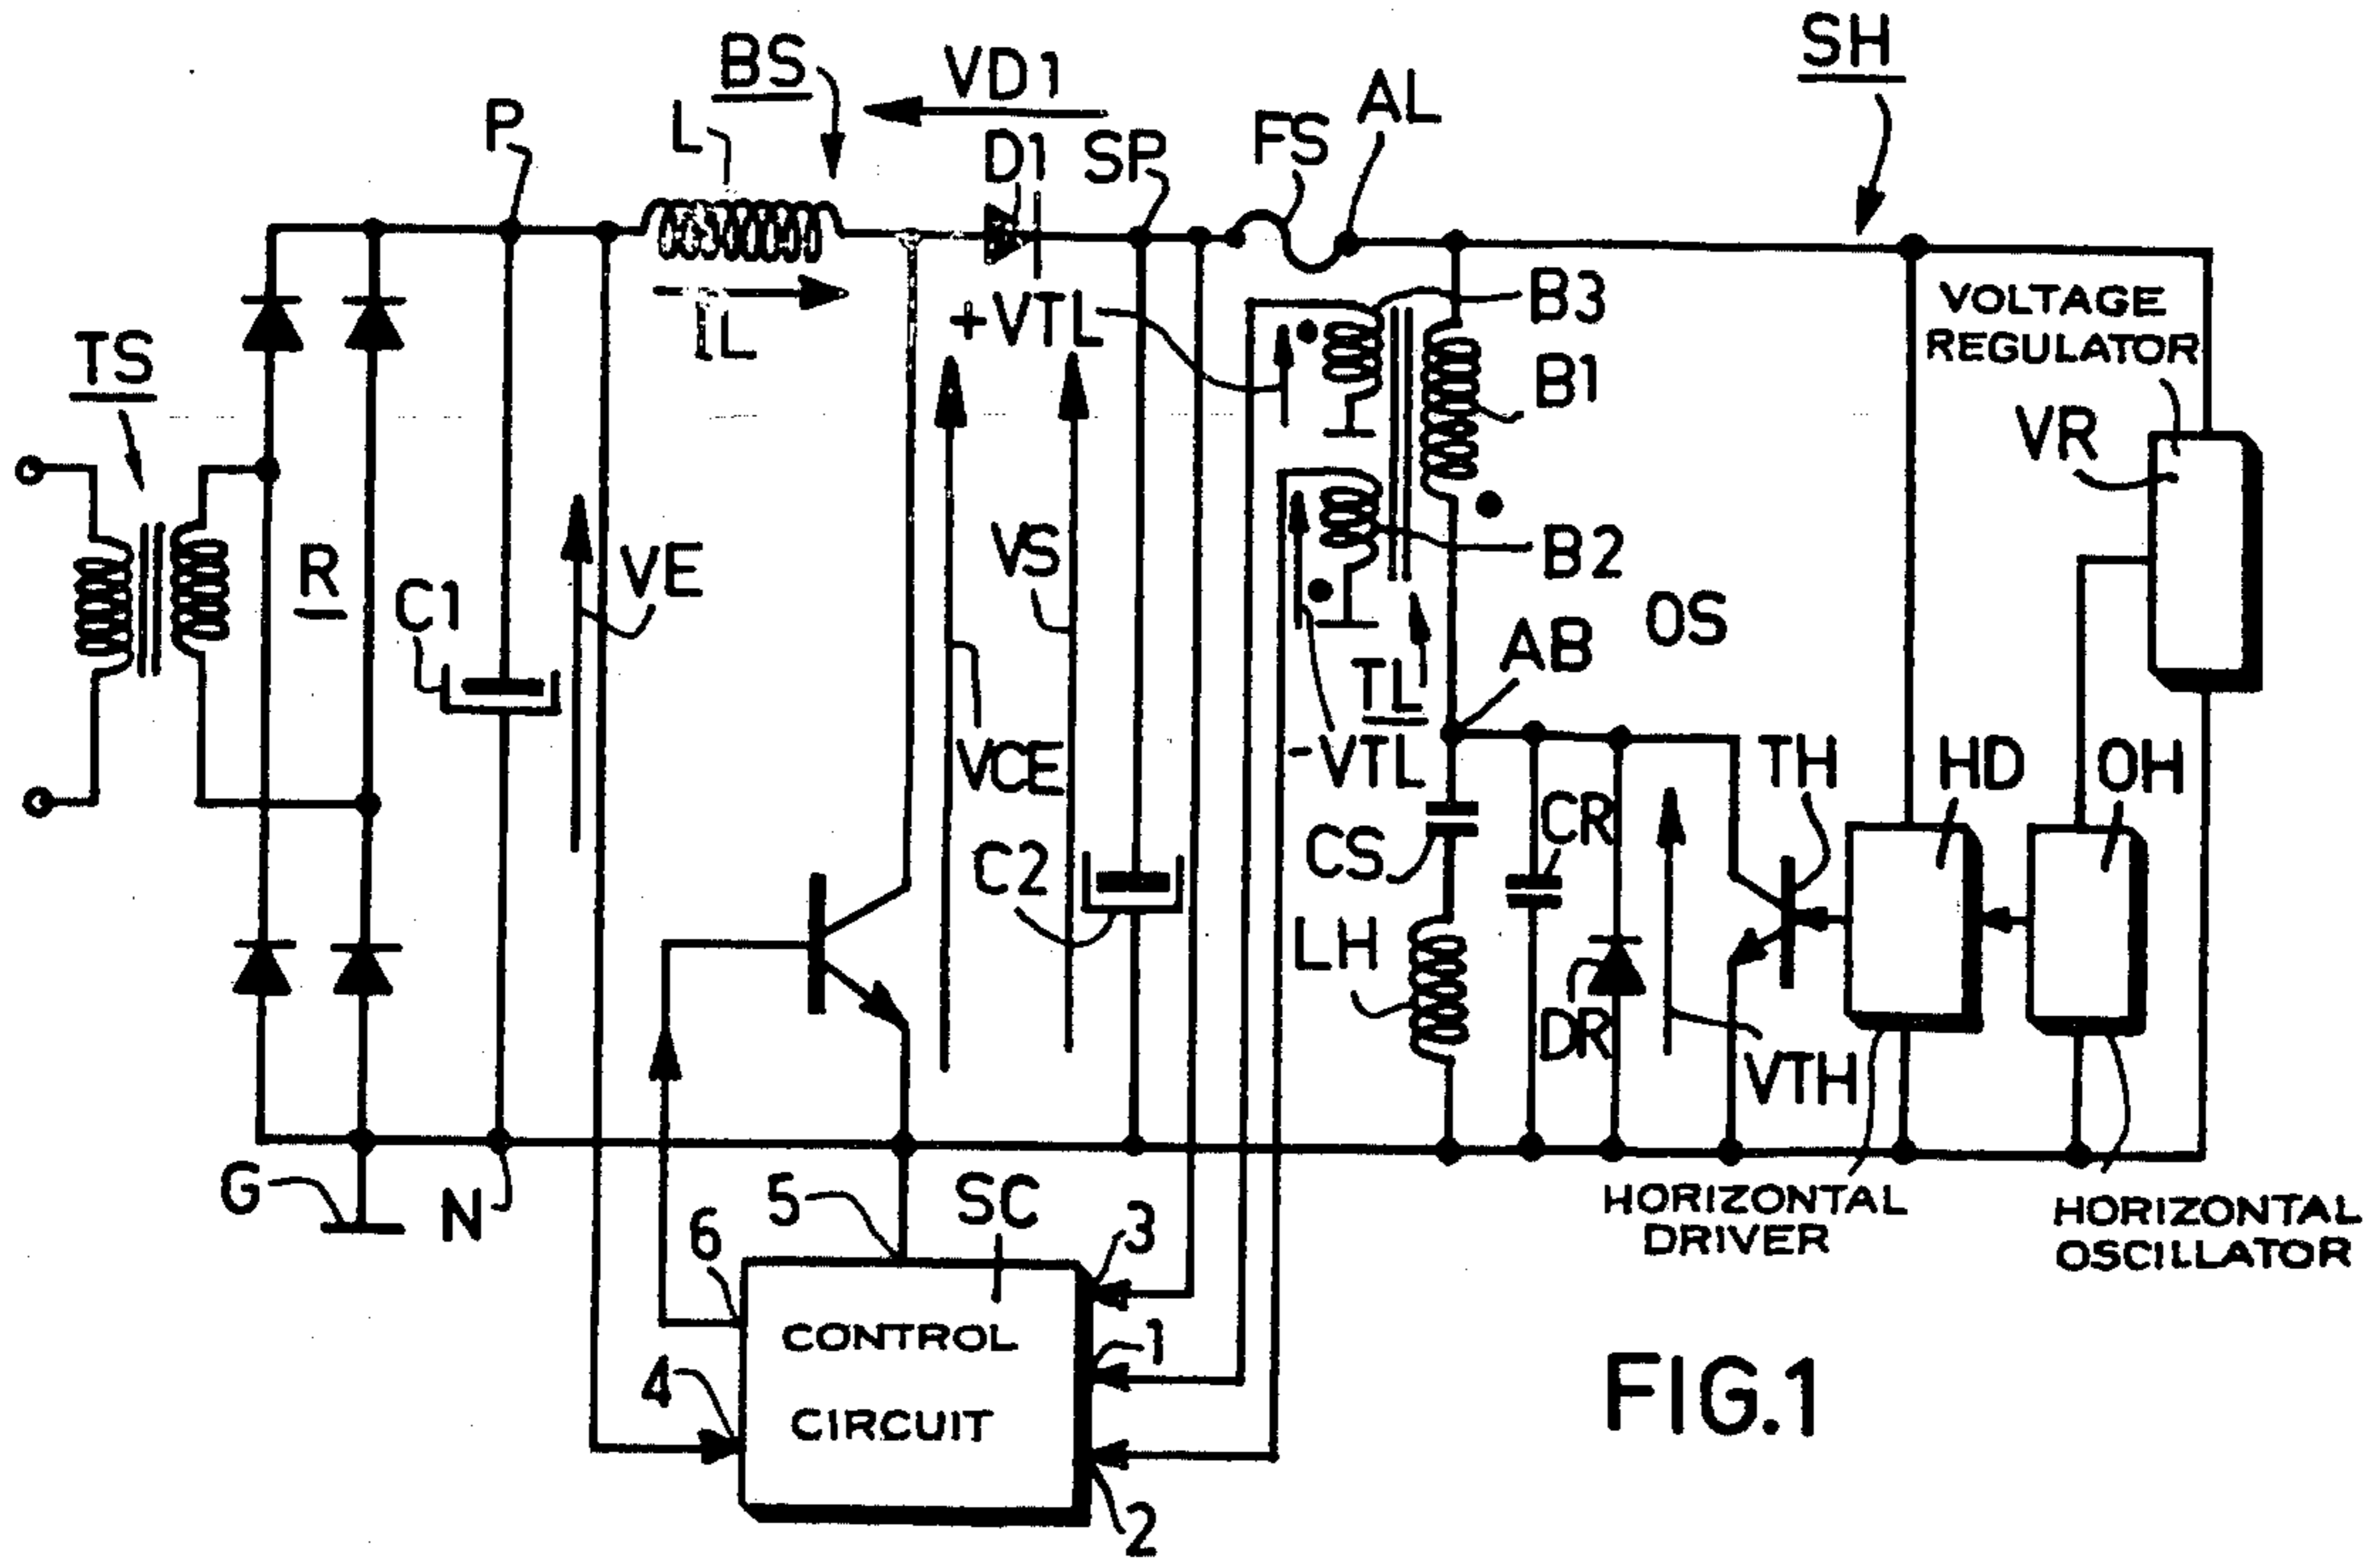 BS
VD1
SH
P
L
D1
SP
FS
AL
IL
+VTL
B3
B1
VOLTAGE
REGULATOR
VR
TS
R
C1
VE
VS
B2
OS
AB
TL
-VTL
VCE
TH
HD
OH
C2
CS
CR
LH
DR
VTH
G
N
5
SC
3
6
1
4
2
CONTROL
CIRCUIT
HORIZONTAL
DRIVER
HORIZONTAL
OSCILLATOR
FIG.1